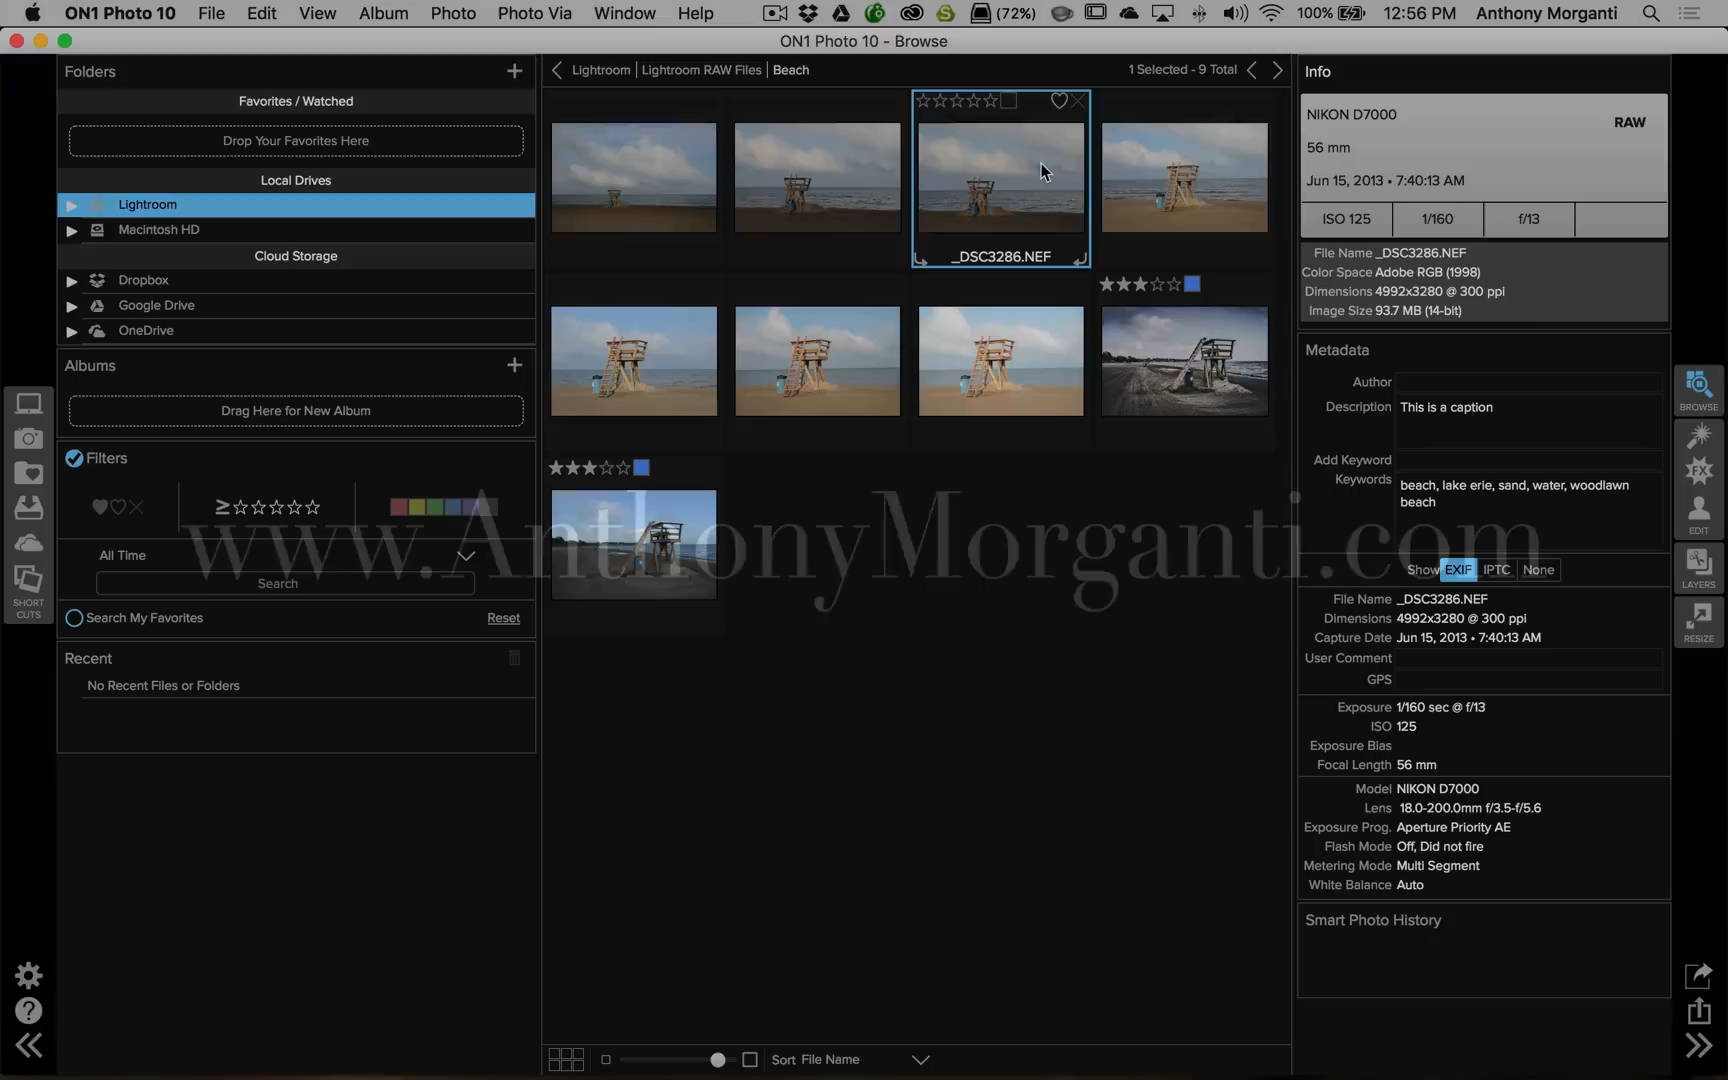 ON1 Photo 10 File Edit View Album Photo Photo Via Window Help (72%) 100% 12:56 PM Anthony Morganti
ON1 Photo 10 - Browse
Folders
Favorites / Watched
Drop Your Favorites Here
Local Drives
Lightroom
Macintosh HD
Cloud Storage
Dropbox
Google Drive
OneDrive
Albums
Drag Here for New Album
Filters
≥
All Time
Search
Search My Favorites Reset
Recent
No Recent Files or Folders
SHORT
CUTS
Lightroom | Lightroom RAW Files | Beach 1 Selected - 9 Total
_DSC3286.NEF
www.AnthonyMorganti.com
Sort File Name
Info
NIKON D7000
RAW
56 mm
Jun 15, 2013 • 7:40:13 AM
ISO 125 1/160 f/13
File Name _DSC3286.NEF
Color Space Adobe RGB (1998)
Dimensions 4992x3280 @ 300 ppi
Image Size 93.7 MB (14-bit)
Metadata
Author
Description This is a caption
Add Keyword
Keywords beach, lake erie, sand, water, woodlawn
beach
Show EXIF IPTC None
File Name _DSC3286.NEF
Dimensions 4992x3280 @ 300 ppi
Capture Date Jun 15, 2013 • 7:40:13 AM
User Comment
GPS
Exposure 1/160 sec @ f/13
ISO 125
Exposure Bias
Focal Length 56 mm
Model NIKON D7000
Lens 18.0-200.0mm f/3.5-f/5.6
Exposure Prog. Aperture Priority AE
Flash Mode Off, Did not fire
Metering Mode Multi Segment
White Balance Auto
Smart Photo History
BROWSE
FX
EDIT
LAYERS
RESIZE